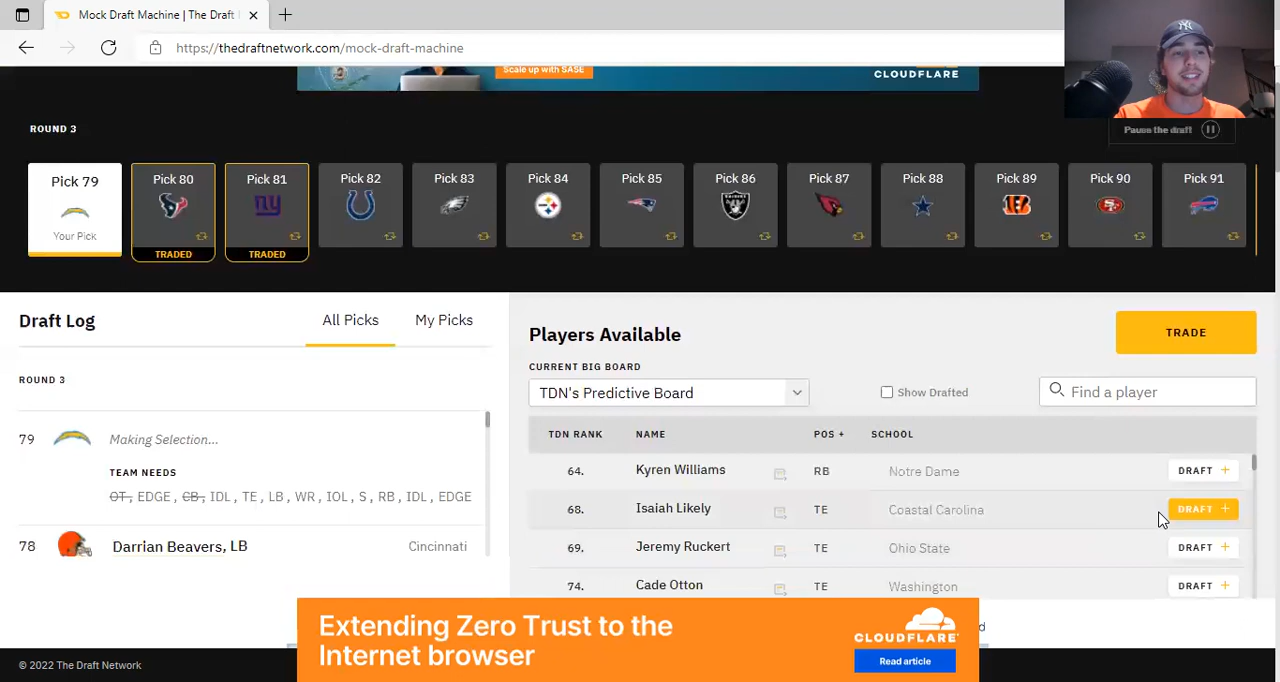 Mock Draft Machine | The Draft
https://thedraftnetwork.com/mock-draft-machine
Scale up with SASE
CLOUDFLARE
ROUND 3
Pause the draft
Pick 79
Your Pick
Pick 80
TRADED
Pick 81
TRADED
Pick 82
Pick 83
Pick 84
Pick 85
Pick 86
Pick 87
Pick 88
Pick 89
Pick 90
Pick 91
Draft Log
All Picks
My Picks
ROUND 3
79
Making Selection...
TEAM NEEDS
OT, EDGE, CB, IDL, TE, LB, WR, IOL, S, RB, IDL, EDGE
78
Darrian Beavers, LB
Cincinnati
Players Available
TRADE
CURRENT BIG BOARD
TDN's Predictive Board
Show Drafted
Find a player
TDN RANK NAME POS + SCHOOL
64. Kyren Williams RB Notre Dame DRAFT +
68. Isaiah Likely TE Coastal Carolina DRAFT +
69. Jeremy Ruckert TE Ohio State DRAFT +
74. Cade Otton TE Washington DRAFT +
Extending Zero Trust to the
Internet browser
CLOUDFLARE
Read article
© 2022 The Draft Network